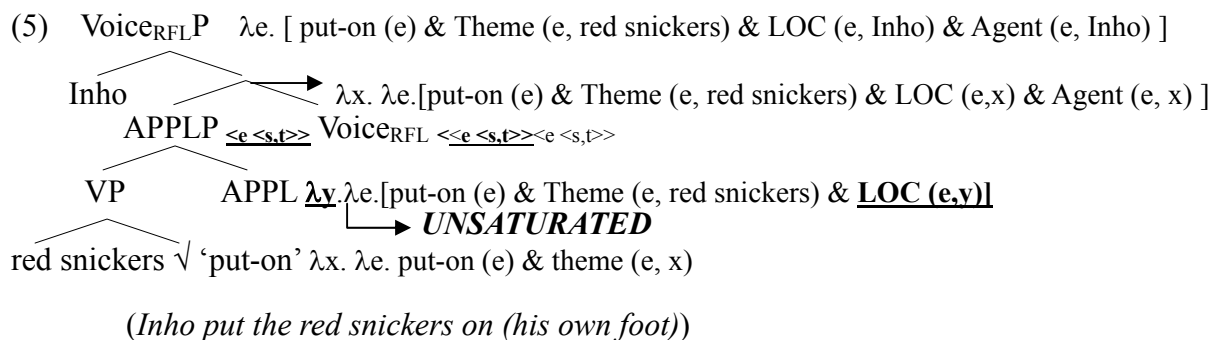 (5) Voice_RFL P λe. [ put-on (e) & Theme (e, red snickers) & LOC (e, Inho) & Agent (e, Inho) ]
Inho λx. λe.[put-on (e) & Theme (e, red snickers) & LOC (e,x) & Agent (e, x) ]
APPLP <e <s,t>> Voice_RFL <<e <s,t>><e <s,t>>
VP APPL λy.λe.[put-on (e) & Theme (e, red snickers) & LOC (e,y)]
UNSATURATED
red snickers √ ‘put-on’ λx. λe. put-on (e) & theme (e, x)
(Inho put the red snickers on (his own foot))